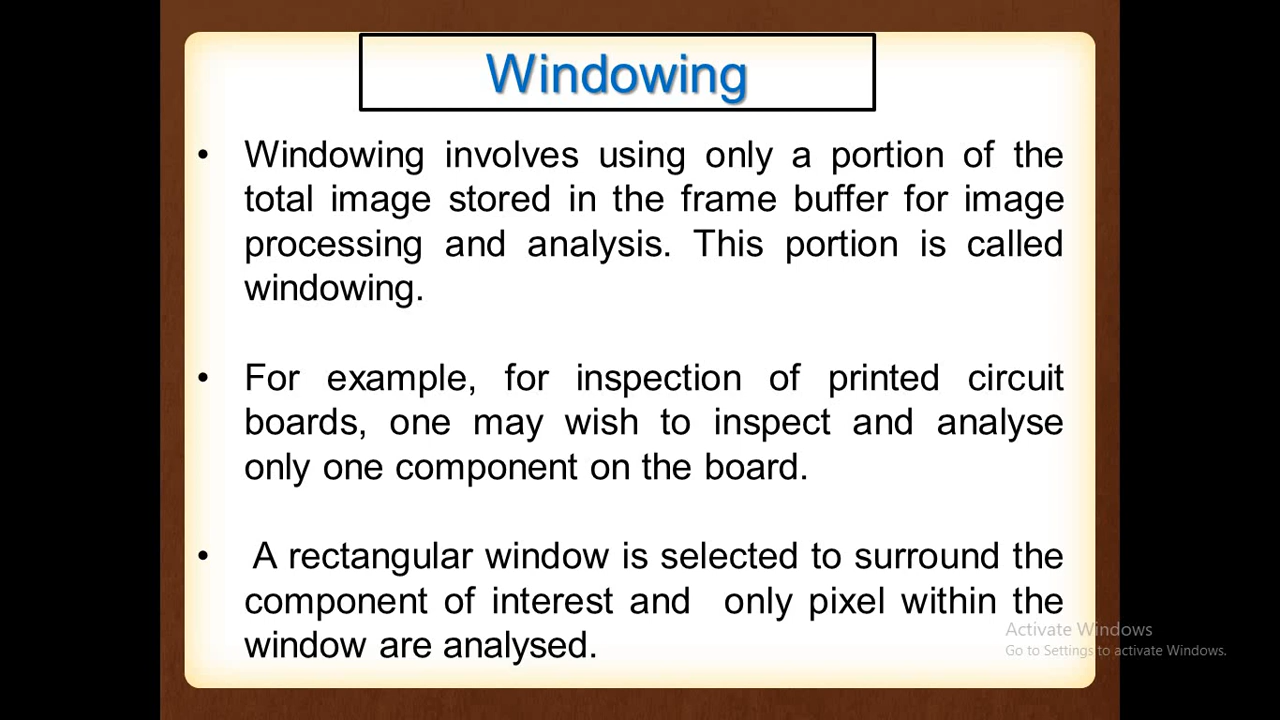 Windowing
• Windowing involves using only a portion of the
total image stored in the frame buffer for image
processing and analysis. This portion is called
windowing.
• For example, for inspection of printed circuit
boards, one may wish to inspect and analyse
only one component on the board.
• A rectangular window is selected to surround the
component of interest and only pixel within the
window are analysed.
Activate Windows
Go to Settings to activate Windows.